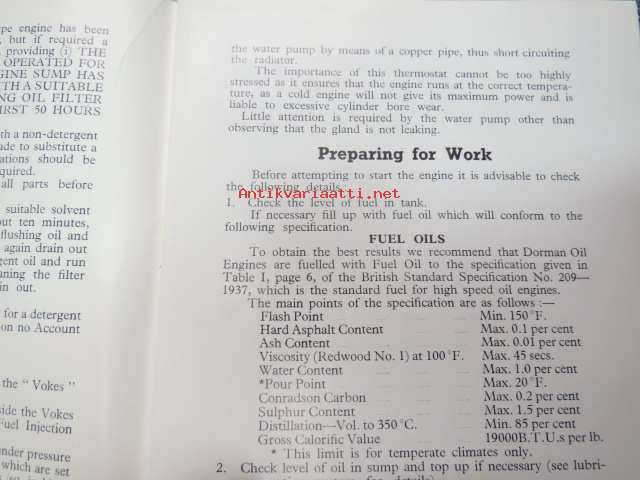 ype engine has been
, but if required a
providing (i) THE
OPERATED FOR
GINE SUMP HAS
TH A SUITABLE
NG OIL FILTER
IRST 50 HOURS
th a non-detergent
ade to substitute a
ations should be
quired.
all parts before
suitable solvent
out ten minutes,
flushing oil and
again drain out
gent oil and run
aning the filter
in out.
for a detergent
on no Account
the “ Vokes ”
side the Vokes
Fuel Injection
nder pressure
which are set
the water pump by means of a copper pipe, thus short circuiting
the radiator.
The importance of this thermostat cannot be too highly
stressed as it ensures that the engine runs at the correct tempera-
ture, as a cold engine will not give its maximum power and is
liable to excessive cylinder bore wear.
Little attention is required by the water pump other than
observing that the gland is not leaking.
Preparing for Work
Before attempting to start the engine it is advisable to check
the following details :
Antikvariaatti.net
1. Check the level of fuel in tank.
If necessary fill up with fuel oil which will conform to the
following specification.
FUEL OILS
To obtain the best results we recommend that Dorman Oil
Engines are fuelled with Fuel Oil to the specification given in
Table I, page 6, of the British Standard Specification No. 209—
1937, which is the standard fuel for high speed oil engines.
The main points of the specification are as follows :—
Flash Point Min. 150°F.
Hard Asphalt Content Max. 0.1 per cent
Ash Content Max. 0.01 per cent
Viscosity (Redwood No. 1) at 100°F. Max. 45 secs.
Water Content Max. 1.0 per cent
*Pour Point Max. 20°F.
Conradson Carbon Max. 0.2 per cent
Sulphur Content Max. 1.5 per cent
Distillation—Vol. to 350°C. Min. 85 per cent
Gross Calorific Value 19000B.T.U.s per lb.
* This limit is for temperate climates only.
2. Check level of oil in sump and top up if necessary (see lubri-